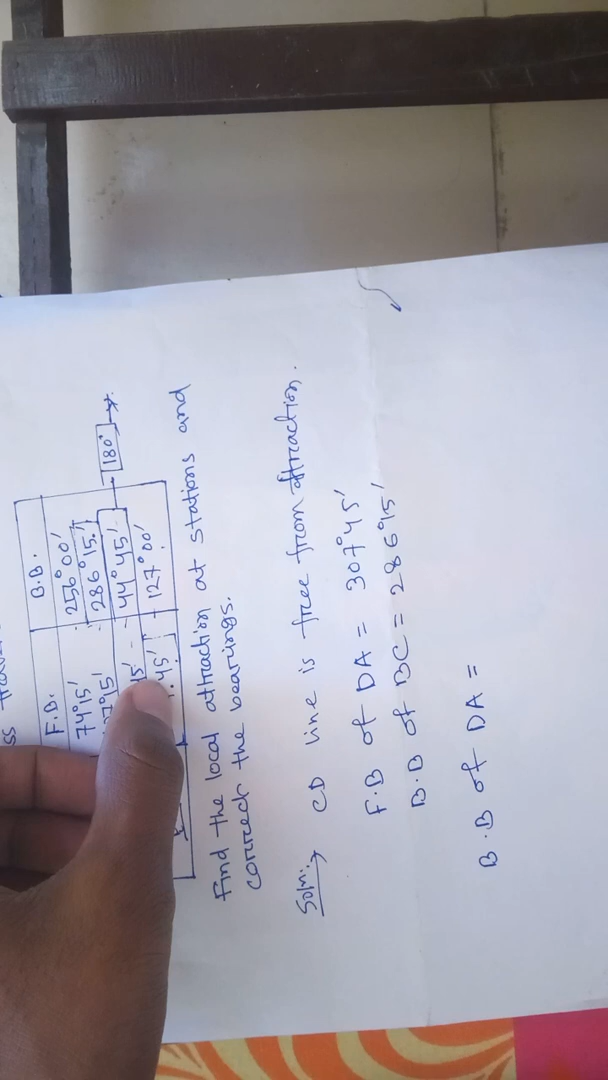 F.B. B.B.
74°15' 256°00'
286°15'
45' 44°45' 180°
45' 127°00'
Find the local attraction at stations and
correct the bearings.
Soln: CD line is free from attraction.
F.B of DA = 307°45'
B.B of BC = 286°15'
B.B of DA =